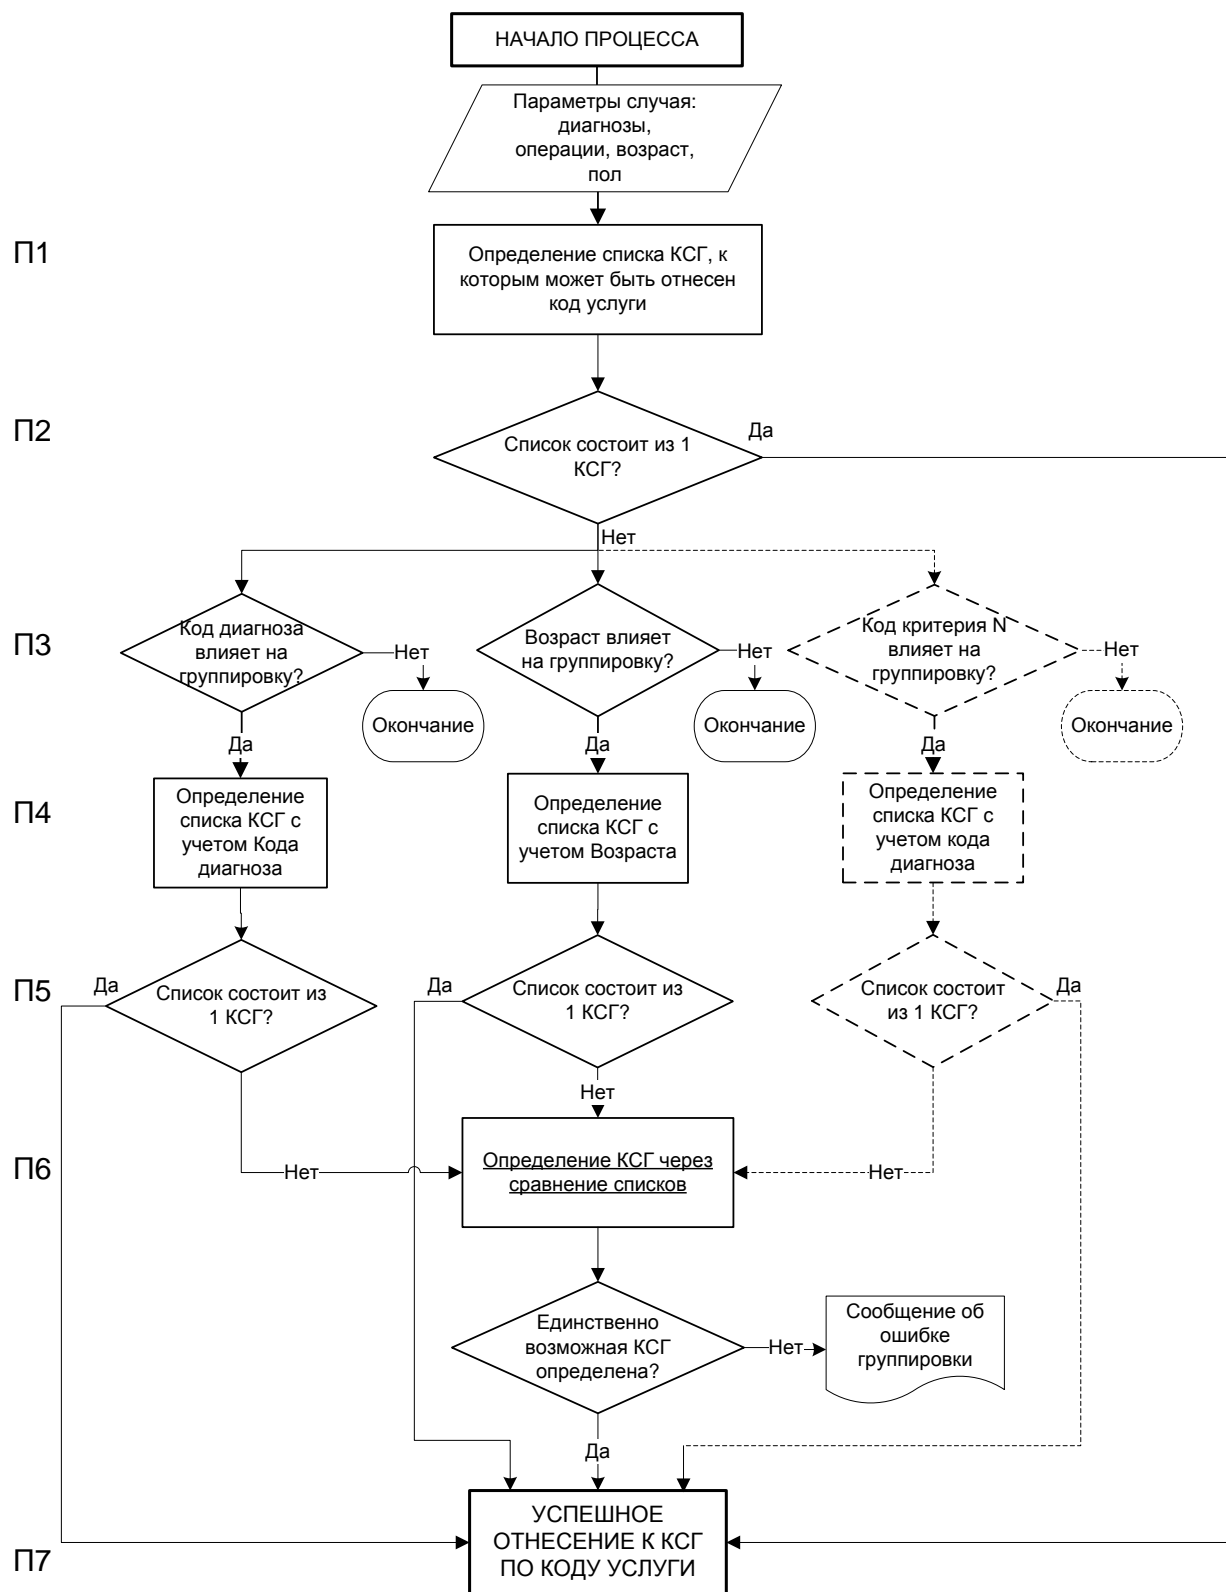 НАЧАЛО ПРОЦЕССА
Параметры случая:
диагнозы,
операции, возраст,
пол
П1
Определение списка КСГ, к
которым может быть отнесен
код услуги
П2
Список состоит из 1
КСГ?
Да
Нет
П3
Код диагноза
влияет на
группировку?
Нет
Окончание
Возраст влияет
на группировку?
Нет
Окончание
Код критерия N
влияет на
группировку?
Нет
Окончание
Да
Да
Да
П4
Определение
списка КСГ с
учетом Кода
диагноза
Определение
списка КСГ с
учетом Возраста
Определение
списка КСГ с
учетом кода
диагноза
П5
Да
Список состоит из
1 КСГ?
Да
Список состоит из
1 КСГ?
Список состоит
из 1 КСГ?
Да
Нет
П6
Нет
Определение КСГ через
сравнение списков
Нет
Единственно
возможная КСГ
определена?
Нет
Сообщение об
ошибке
группировки
Да
П7
УСПЕШНОЕ
ОТНЕСЕНИЕ К КСГ
ПО КОДУ УСЛУГИ